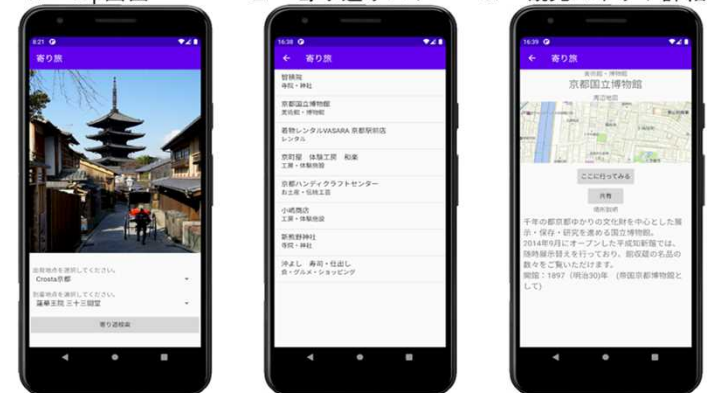 8:21
寄り旅
出発地点を選択してください。
Crosta京都
到着地点を選択してください。
蓮華王院 三十三間堂
寄り道検索
16:38
寄り旅
智積院
寺院・神社
京都国立博物館
美術館・博物館
着物レンタルVASARA 京都駅前店
レンタル
京町屋 体験工房 和楽
工房・体験施設
京都ハンディクラフトセンター
お土産・伝統工芸
小嶋商店
工房・体験施設
新熊野神社
寺院・神社
沖よし 寿司・仕出し
食・グルメ・ショッピング
16:39
寄り旅
美術館・博物館
京都国立博物館
周辺地図
ここに行ってみる
共有
場所説明
千年の都京都ゆかりの文化財を中心とした展
示・保存・研究を進める国立博物館。
2014年9月にオープンした平成知新館では、
随時展示替えを行っており、館収蔵の名品の
数々をご覧いただけます。
開館:1897(明治30)年 (帝国京都博物館と
して)